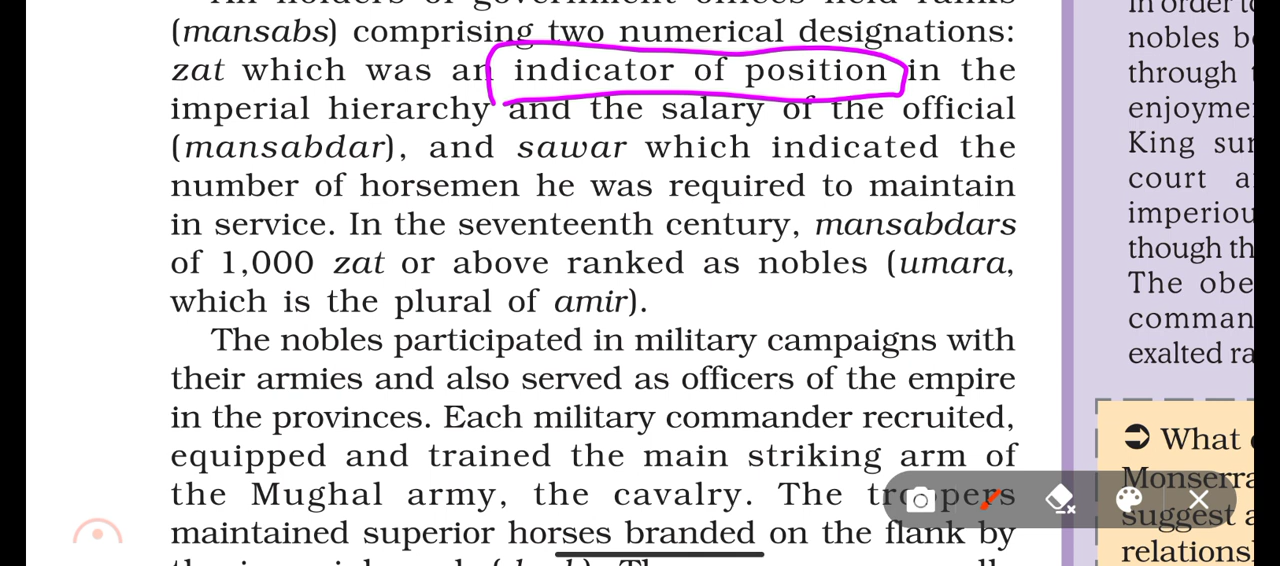 (mansabs) comprising two numerical designations:
zat which was an indicator of position in the
imperial hierarchy and the salary of the official
(mansabdar), and sawar which indicated the
number of horsemen he was required to maintain
in service. In the seventeenth century, mansabdars
of 1,000 zat or above ranked as nobles (umara,
which is the plural of amir).
The nobles participated in military campaigns with
their armies and also served as officers of the empire
in the provinces. Each military commander recruited,
equipped and trained the main striking arm of
the Mughal army, the cavalry. The troopers
maintained superior horses branded on the flank by
In order to
nobles b
through
enjoyme
King sur
court a
imperiou
though th
The obe
comman
exalted ra
➲ What
Monserra
suggest a
relations